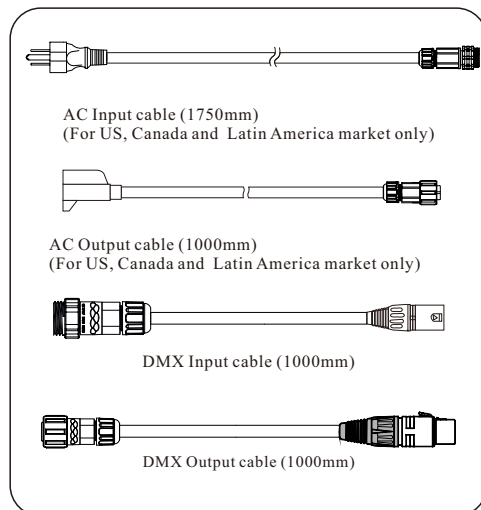 AC Input cable (1750mm)
(For US, Canada and Latin America market only)
AC Output cable (1000mm)
(For US, Canada and Latin America market only)
DMX Input cable (1000mm)
DMX Output cable (1000mm)